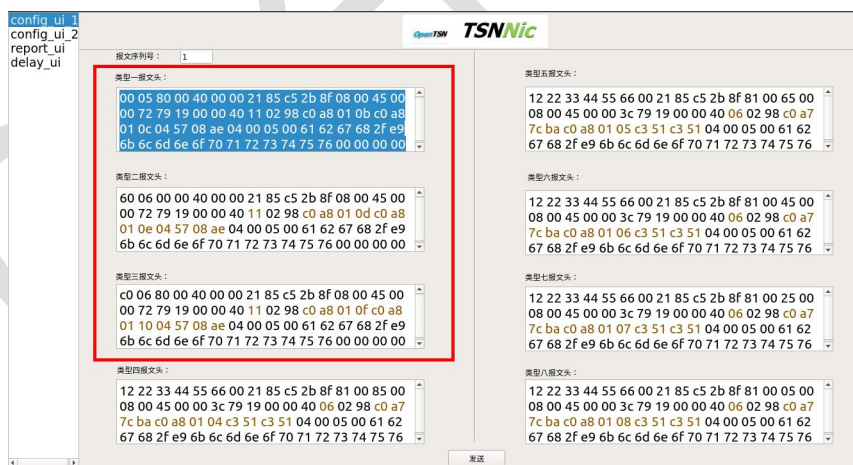 config_ui_1
config_ui_2
report_ui
delay_ui
OpenTSN TSNNic
报文序列号： 1
类型一报文头：
00 05 80 00 40 00 00 21 85 c5 2b 8f 08 00 45 00
00 72 79 19 00 00 40 11 02 98 c0 a8 01 0b c0 a8
01 0c 04 57 08 ae 04 00 05 00 61 62 67 68 2f e9
6b 6c 6d 6e 6f 70 71 72 73 74 75 76 00 00 00 00
类型二报文头：
60 06 00 00 40 00 00 21 85 c5 2b 8f 08 00 45 00
00 72 79 19 00 00 40 11 02 98 c0 a8 01 0d c0 a8
01 0e 04 57 08 ae 04 00 05 00 61 62 67 68 2f e9
6b 6c 6d 6e 6f 70 71 72 73 74 75 76 00 00 00 00
类型三报文头：
c0 06 80 00 40 00 00 21 85 c5 2b 8f 08 00 45 00
00 72 79 19 00 00 40 11 02 98 c0 a8 01 0f c0 a8
01 10 04 57 08 ae 04 00 05 00 61 62 67 68 2f e9
6b 6c 6d 6e 6f 70 71 72 73 74 75 76 00 00 00 00
类型四报文头：
12 22 33 44 55 66 00 21 85 c5 2b 8f 81 00 85 00
08 00 45 00 00 3c 79 19 00 00 40 06 02 98 c0 a7
7c ba c0 a8 01 04 c3 51 c3 51 04 00 05 00 61 62
67 68 2f e9 6b 6c 6d 6e 6f 70 71 72 73 74 75 76
类型五报文头：
12 22 33 44 55 66 00 21 85 c5 2b 8f 81 00 65 00
08 00 45 00 00 3c 79 19 00 00 40 06 02 98 c0 a7
7c ba c0 a8 01 05 c3 51 c3 51 04 00 05 00 61 62
67 68 2f e9 6b 6c 6d 6e 6f 70 71 72 73 74 75 76
类型六报文头：
12 22 33 44 55 66 00 21 85 c5 2b 8f 81 00 45 00
08 00 45 00 00 3c 79 19 00 00 40 06 02 98 c0 a7
7c ba c0 a8 01 06 c3 51 c3 51 04 00 05 00 61 62
67 68 2f e9 6b 6c 6d 6e 6f 70 71 72 73 74 75 76
类型七报文头：
12 22 33 44 55 66 00 21 85 c5 2b 8f 81 00 25 00
08 00 45 00 00 3c 79 19 00 00 40 06 02 98 c0 a7
7c ba c0 a8 01 07 c3 51 c3 51 04 00 05 00 61 62
67 68 2f e9 6b 6c 6d 6e 6f 70 71 72 73 74 75 76
类型八报文头：
12 22 33 44 55 66 00 21 85 c5 2b 8f 81 00 05 00
08 00 45 00 00 3c 79 19 00 00 40 06 02 98 c0 a7
7c ba c0 a8 01 08 c3 51 c3 51 04 00 05 00 61 62
67 68 2f e9 6b 6c 6d 6e 6f 70 71 72 73 74 75 76
发送